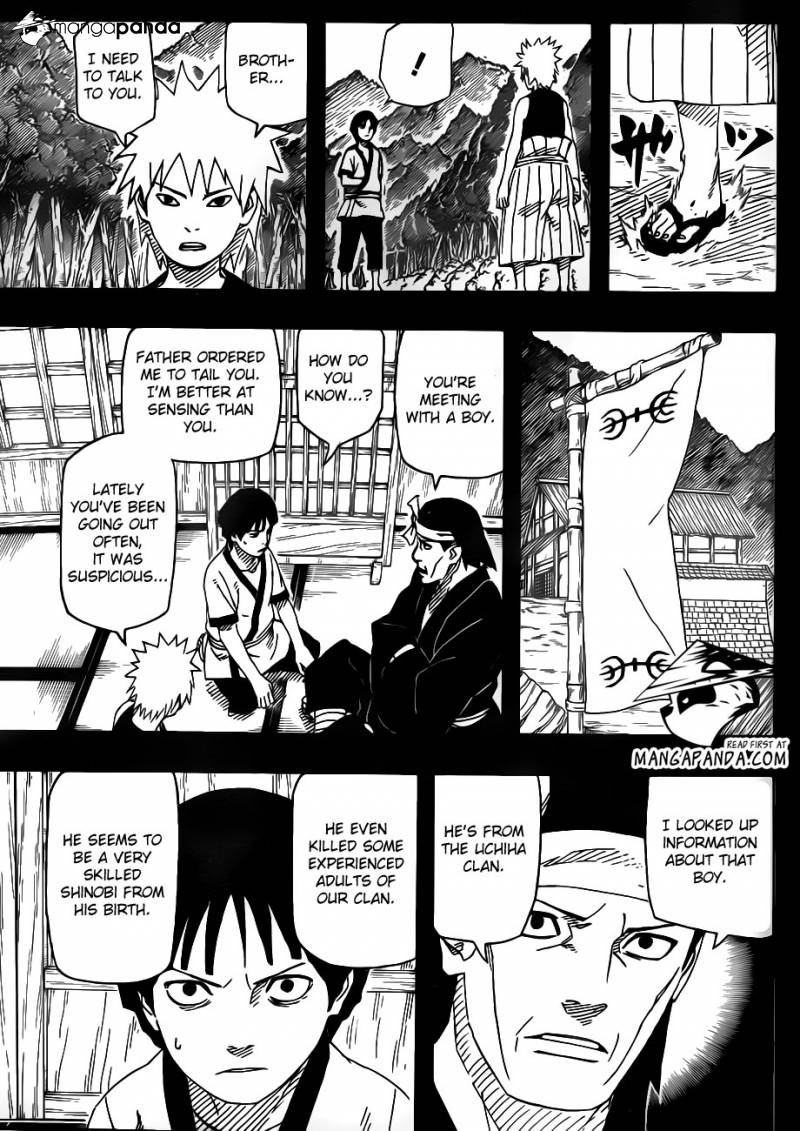 mangapanda
ザッ
!
BROTH-
ER...
I NEED
TO TALK
TO YOU.
YOU'RE
MEETING
WITH A BOY.
HOW DO
YOU
KNOW...?
FATHER ORDERED
ME TO TAIL YOU.
I'M BETTER AT
SENSING THAN
YOU.
LATELY
YOU'VE BEEN
GOING OUT
OFTEN,
IT WAS
SUSPICIOUS...
READ FIRST AT
MANGAPANDA.COM
I LOOKED UP
INFORMATION
ABOUT THAT
BOY.
HE'S FROM
THE UCHIHA
CLAN.
HE EVEN
KILLED SOME
EXPERIENCED
ADULTS OF
OUR CLAN.
HE SEEMS TO
BE A VERY
SKILLED
SHINOBI FROM
HIS BIRTH.